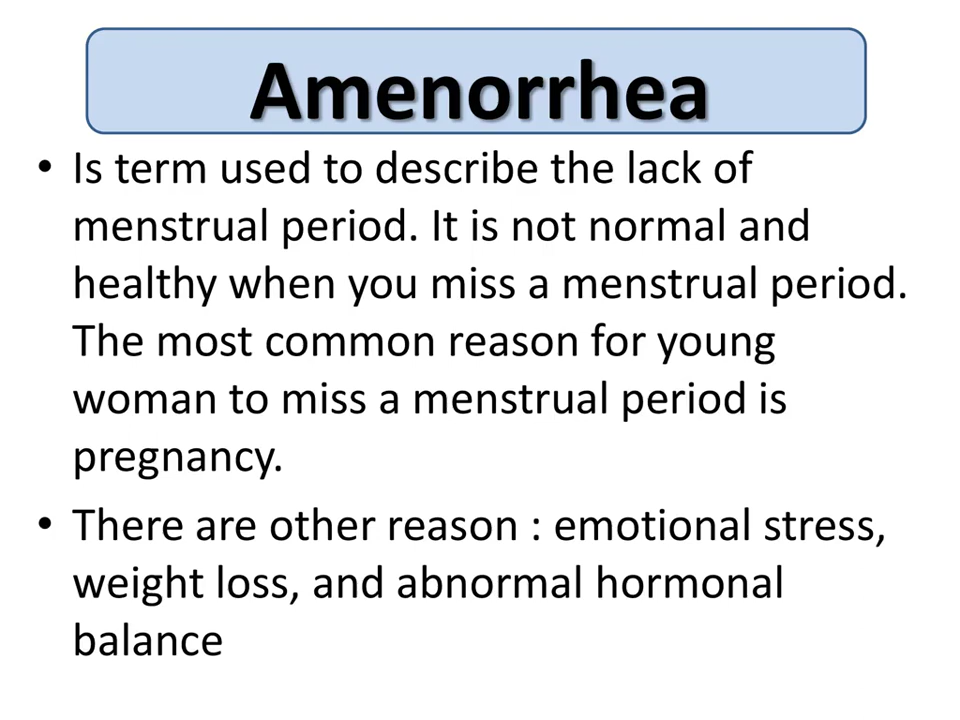 Amenorrhea
• Is term used to describe the lack of
menstrual period. It is not normal and
healthy when you miss a menstrual period.
The most common reason for young
woman to miss a menstrual period is
pregnancy.
• There are other reason : emotional stress,
weight loss, and abnormal hormonal
balance